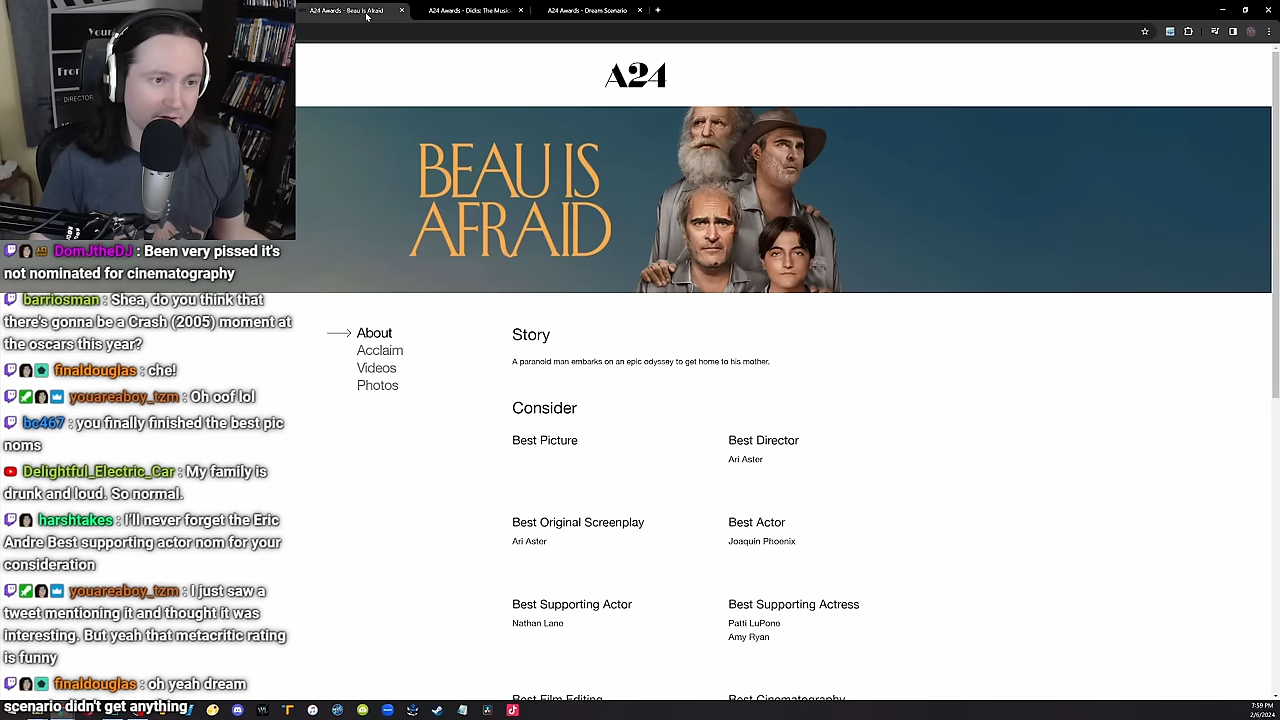 A24 Awards - Beau Is Afraid
A24 Awards - Dicks: The Music
A24 Awards - Dream Scenario
A24
BEAU IS
AFRAID
About
Acclaim
Videos
Photos
Story
A paranoid man embarks on an epic odyssey to get home to his mother.
Consider
Best Picture
Best Director
Ari Aster
Best Original Screenplay
Ari Aster
Best Actor
Joaquin Phoenix
Best Supporting Actor
Nathan Lane
Best Supporting Actress
Patti LuPone
Amy Ryan
Best Film Editing
Best Cinematography
DIRECTOR
DomJtheDJ : Been very pissed it's
not nominated for cinematography
barriosman : Shea, do you think that
there's gonna be a Crash (2005) moment at
the oscars this year?
finaldouglas : che!
youareaboy_tzm : Oh oof lol
bc467 : you finally finished the best pic
noms
Delightful_Electric_Car : My family is
drunk and loud. So normal.
harshtakes : I'll never forget the Eric
Andre Best supporting actor nom for your
consideration
youareaboy_tzm : I just saw a
tweet mentioning it and thought it was
interesting. But yeah that metacritic rating
is funny
finaldouglas : oh yeah dream
scenario didn't get anything
7:59 PM
2/6/2024